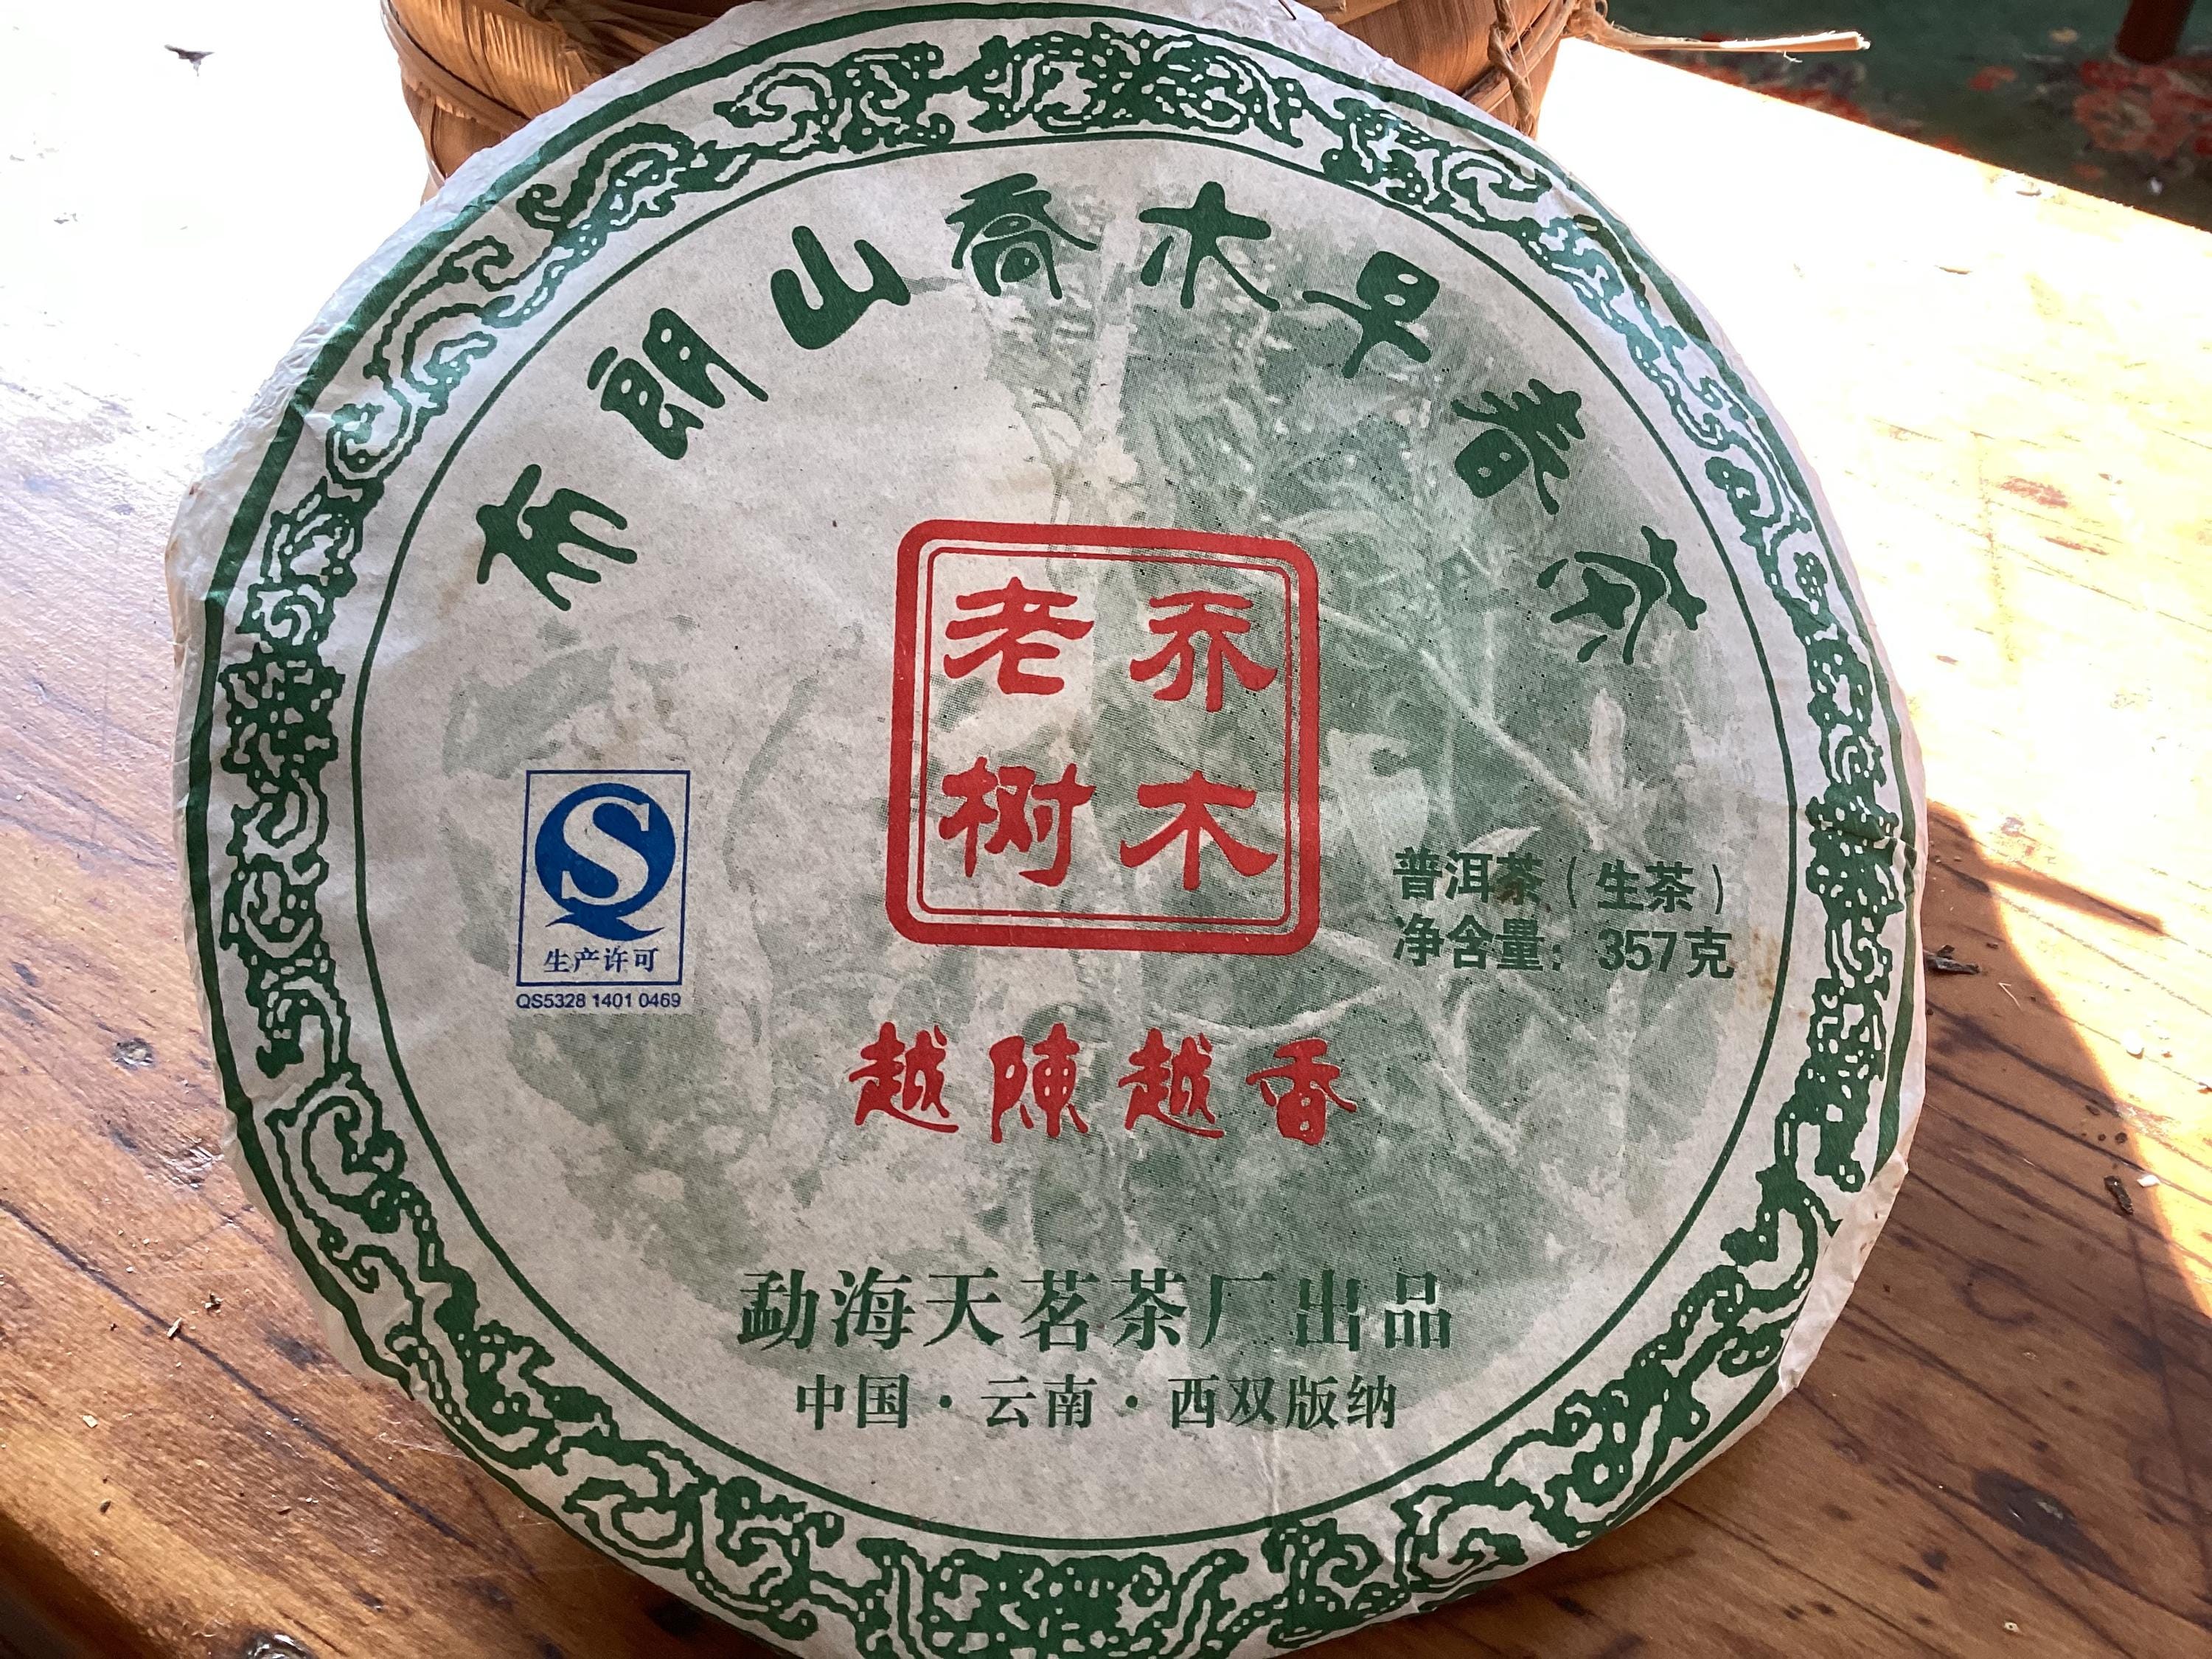 布朗山喬木早春茶
乔木
老树
生产许可
QS5328 1401 0469
普洱茶（生茶）
净含量：357克
越陳越香
勐海天茗茶厂出品
中国·云南·西双版纳